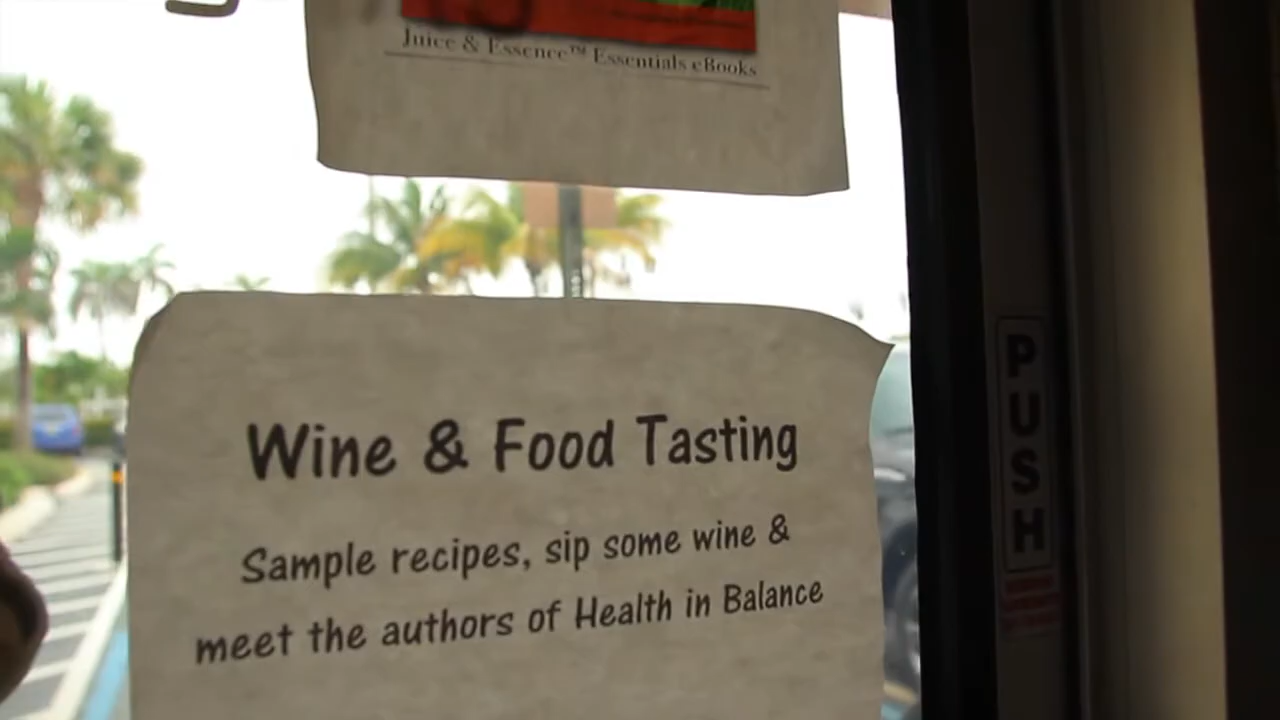 Juice & Essence™ Essentials eBooks
Wine & Food Tasting
Sample recipes, sip some wine &
meet the authors of Health in Balance
PUSH